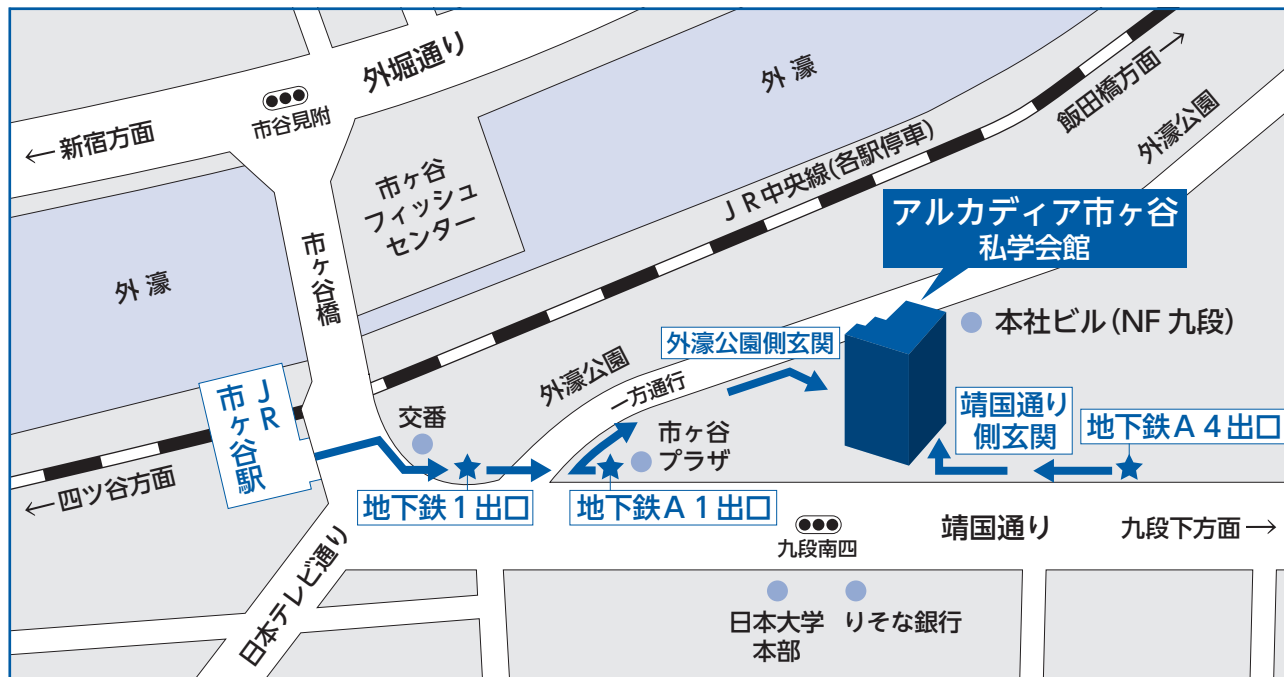 外堀通り
市谷見附
←新宿方面
外濠
飯田橋方面→
外濠公園
市ヶ谷
フィッシュ
センター
JR中央線(各駅停車)
アルカディア市ヶ谷
私学会館
外濠
市ヶ谷橋
本社ビル(NF 九段)
外濠公園側玄関
外濠公園
一方通行
JR
市ヶ谷駅
交番
市ヶ谷
プラザ
靖国通り
側玄関
地下鉄A4出口
←四ツ谷方面
地下鉄1出口
地下鉄A1出口
九段南四
靖国通り
九段下方面→
日本テレビ通り
日本大学
本部
りそな銀行